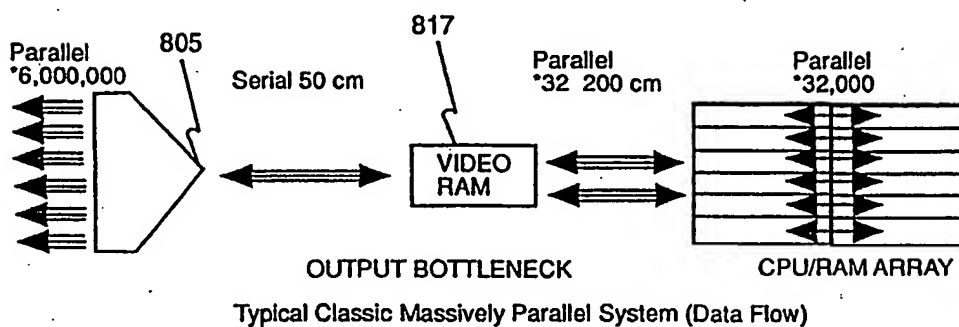 805
817
Parallel
*6,000,000
Serial 50 cm
Parallel
*32 200 cm
Parallel
*32,000
VIDEO
RAM
OUTPUT BOTTLENECK
CPU/RAM ARRAY
Typical Classic Massively Parallel System (Data Flow)